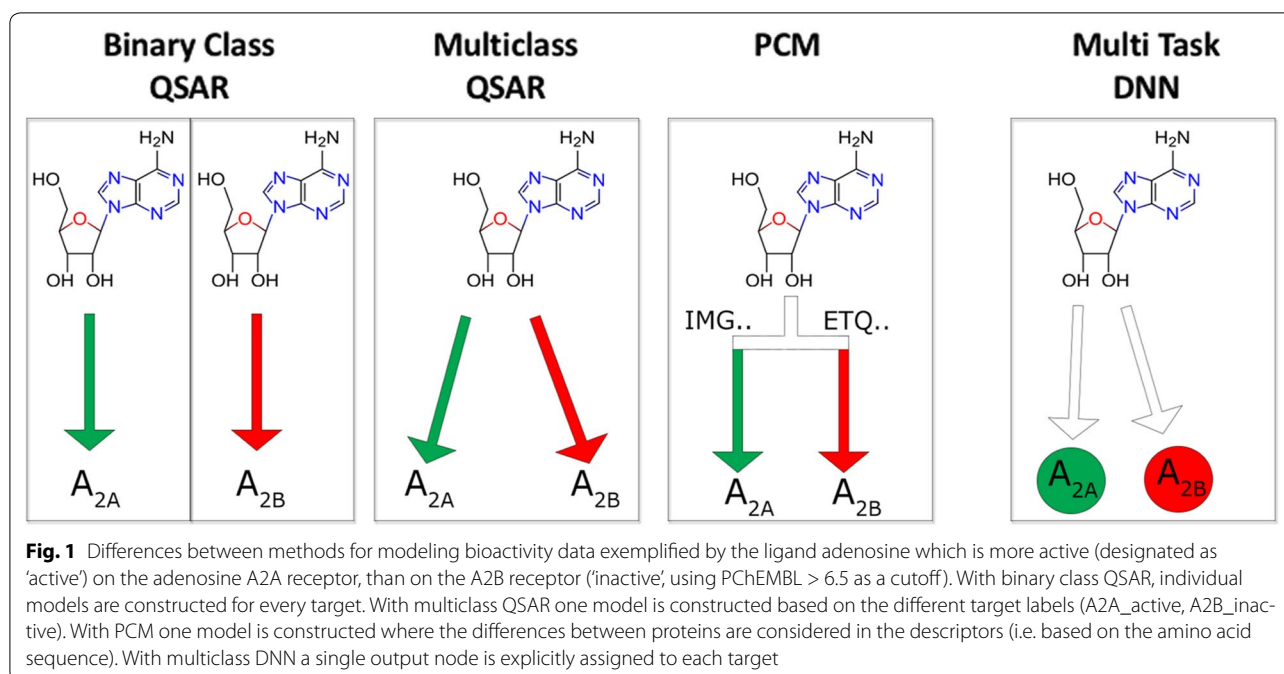 Binary Class
QSAR
Multiclass
QSAR
PCM
Multi Task
DNN
H₂N
HO
N
N
N
N
O
OH OH
A₂A
H₂N
HO
N
N
N
N
O
OH OH
A₂B
H₂N
HO
N
N
N
N
O
OH OH
A₂A
A₂B
H₂N
HO
N
N
N
N
O
OH OH
IMG..
ETQ..
A₂A
A₂B
H₂N
HO
N
N
N
N
O
OH OH
A₂A
A₂B
Fig. 1 Differences between methods for modeling bioactivity data exemplified by the ligand adenosine which is more active (designated as
‘active’) on the adenosine A2A receptor, than on the A2B receptor (‘inactive’, using PChEMBL > 6.5 as a cutoff). With binary class QSAR, individual
models are constructed for every target. With multiclass QSAR one model is constructed based on the different target labels (A2A_active, A2B_inac-
tive). With PCM one model is constructed where the differences between proteins are considered in the descriptors (i.e. based on the amino acid
sequence). With multiclass DNN a single output node is explicitly assigned to each target